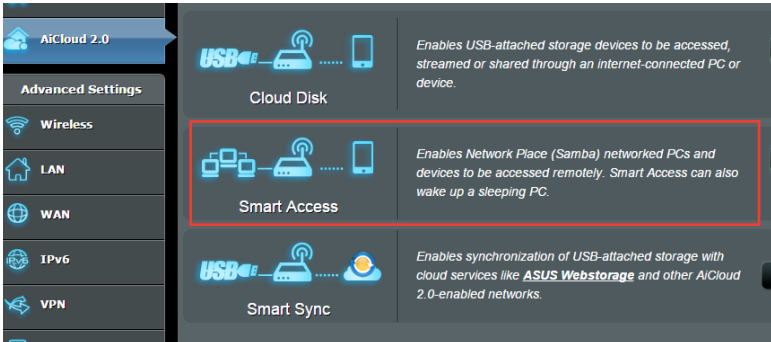 AiCloud 2.0
Advanced Settings
Wireless
LAN
WAN
IPv6
IPv6
VPN
USB
Cloud Disk
Enables USB-attached storage devices to be accessed,
streamed or shared through an internet-connected PC or
device.
Smart Access
Enables Network Place (Samba) networked PCs and
devices to be accessed remotely. Smart Access can also
wake up a sleeping PC.
USB
Smart Sync
Enables synchronization of USB-attached storage with
cloud services like ASUS Webstorage and other AiCloud
2.0-enabled networks.